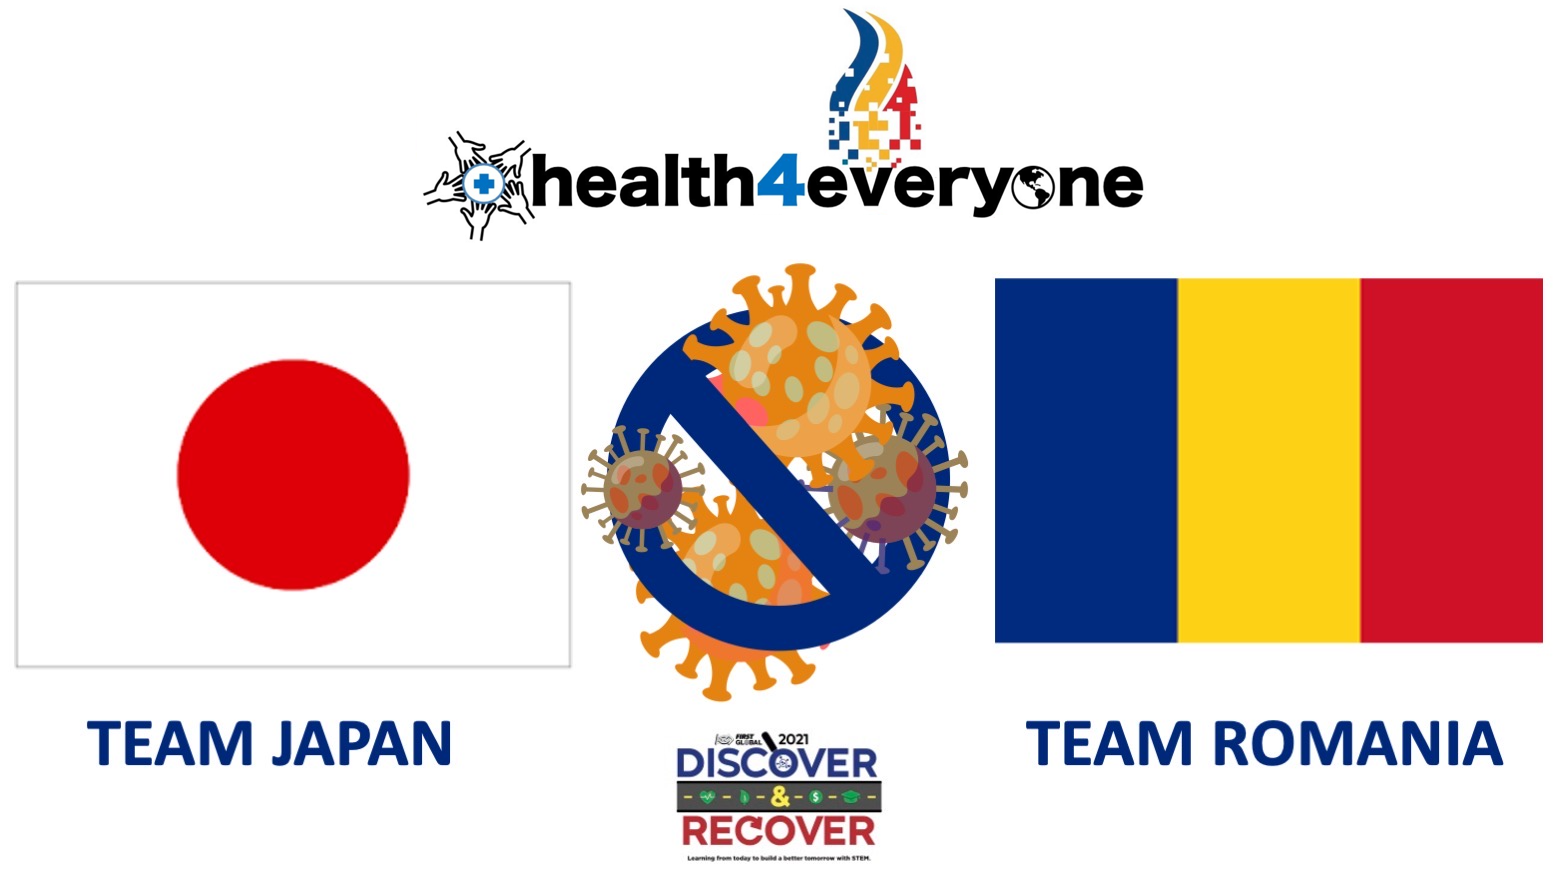 health4everyone
TEAM JAPAN
TEAM ROMANIA
FIRST
GLOBAL
2021
DISCOVER
&
$
RECOVER
Learning from today to build a better tomorrow with STEM.